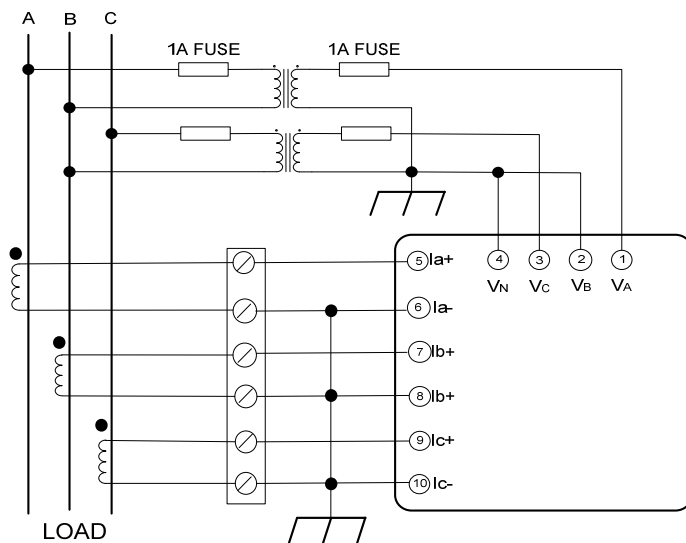 A B C
1A FUSE 1A FUSE
4 3 2 1
VN VC VB VA
5 Ia+
6 Ia-
7 Ib+
8 Ib+
9 Ic+
10 Ic-
LOAD